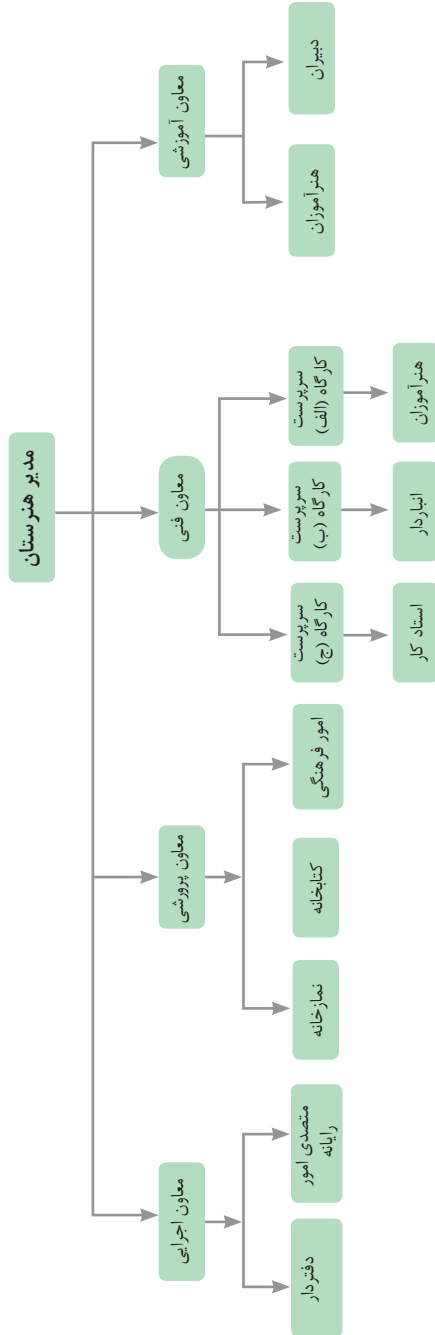 مدیر هنرستان
معاون آموزشی
معاون فنی
معاون پرورشی
معاون اجرایی
دبیران
هنرآموزان
سرپرست
کارگاه (الف)
سرپرست
کارگاه (ب)
سرپرست
کارگاه (ج)
امور فرهنگی
کتابخانه
نمازخانه
متصدی امور
رایانه
دفتردار
هنرآموزان
انباردار
استاد کار